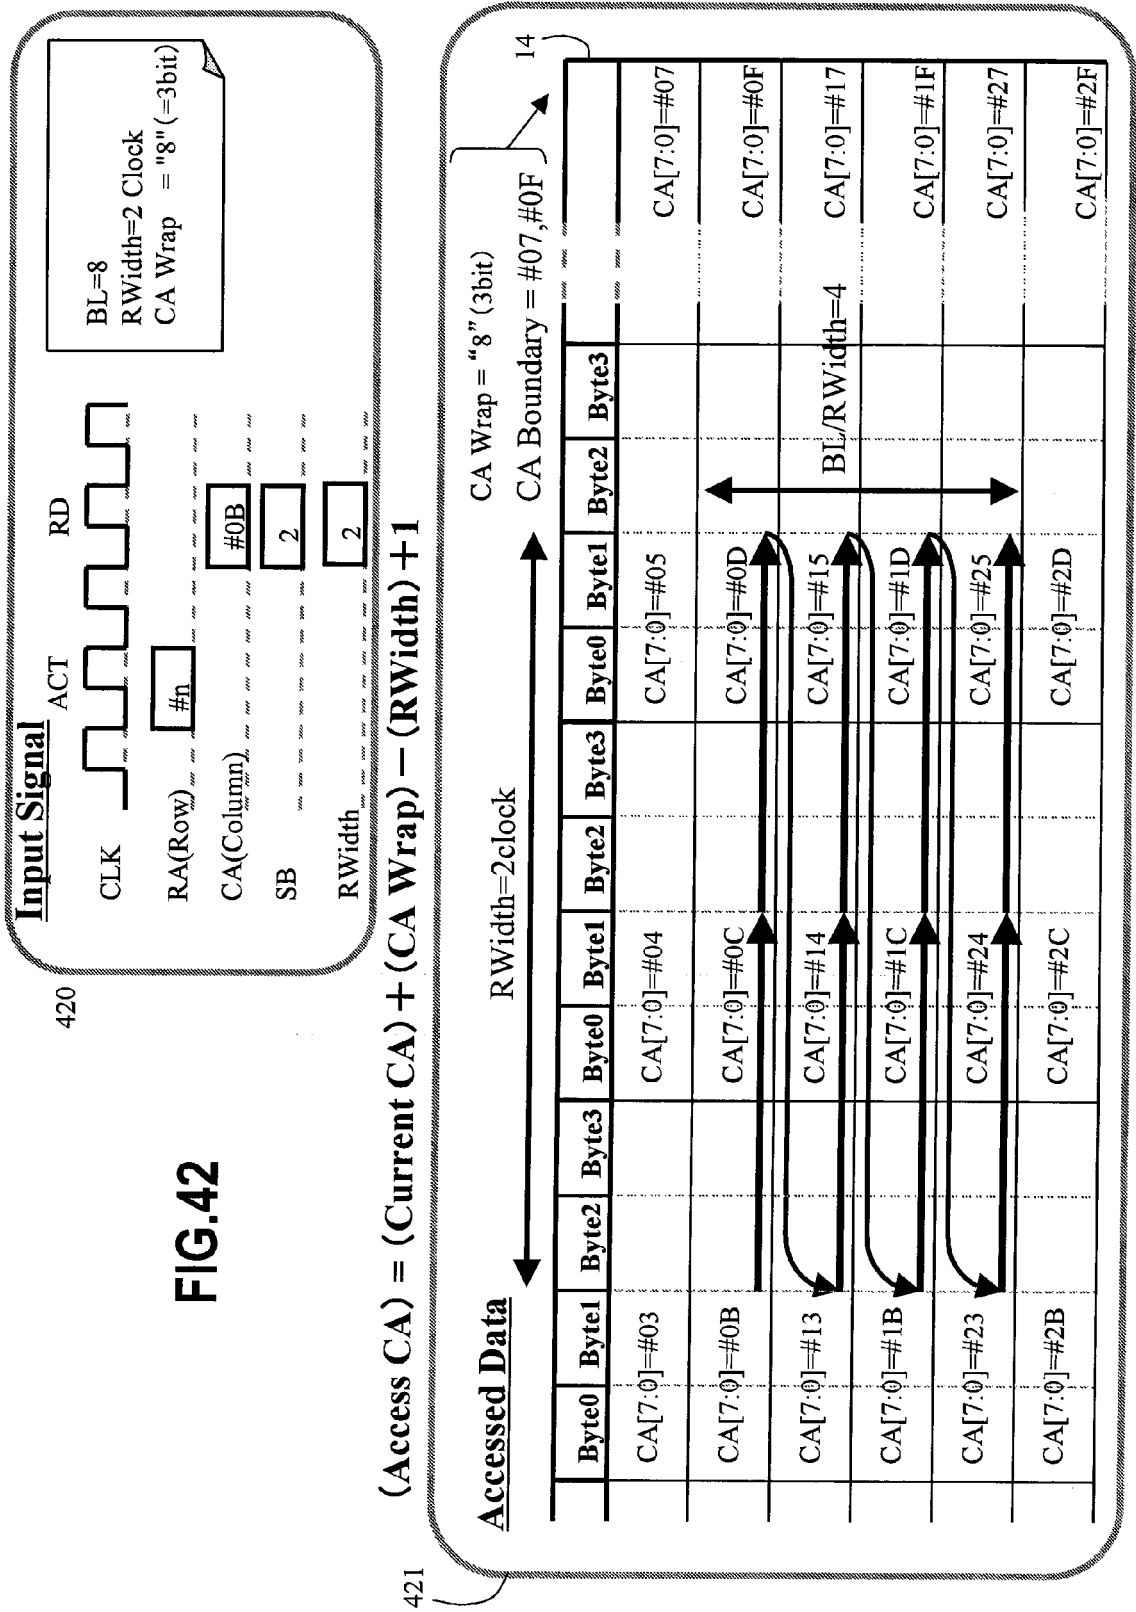 FIG.42
420
Input Signal
ACT
RD
CLK
RA(Row)
#n
CA(Column)
#0B
SB
2
RWidth
2
BL=8
RWidth=2 Clock
CA Wrap = "8" (=3bit)
(Access CA) = (Current CA) + (CA Wrap) − (RWidth) + 1
421
Accessed Data
RWidth=2clock
CA Wrap = “8” (3bit)
CA Boundary = #07,#0F
14
Byte0 Byte1 Byte2 Byte3 Byte0 Byte1 Byte2 Byte3 Byte0 Byte1 Byte2 Byte3
CA[7:0]=#03 CA[7:0]=#04 CA[7:0]=#05 CA[7:0]=#07
CA[7:0]=#0B CA[7:0]=#0C CA[7:0]=#0D CA[7:0]=#0F
CA[7:0]=#13 CA[7:0]=#14 CA[7:0]=#15 CA[7:0]=#17
CA[7:0]=#1B CA[7:0]=#1C CA[7:0]=#1D CA[7:0]=#1F
CA[7:0]=#23 CA[7:0]=#24 CA[7:0]=#25 CA[7:0]=#27
CA[7:0]=#2B CA[7:0]=#2C CA[7:0]=#2D CA[7:0]=#2F
BL/RWidth=4